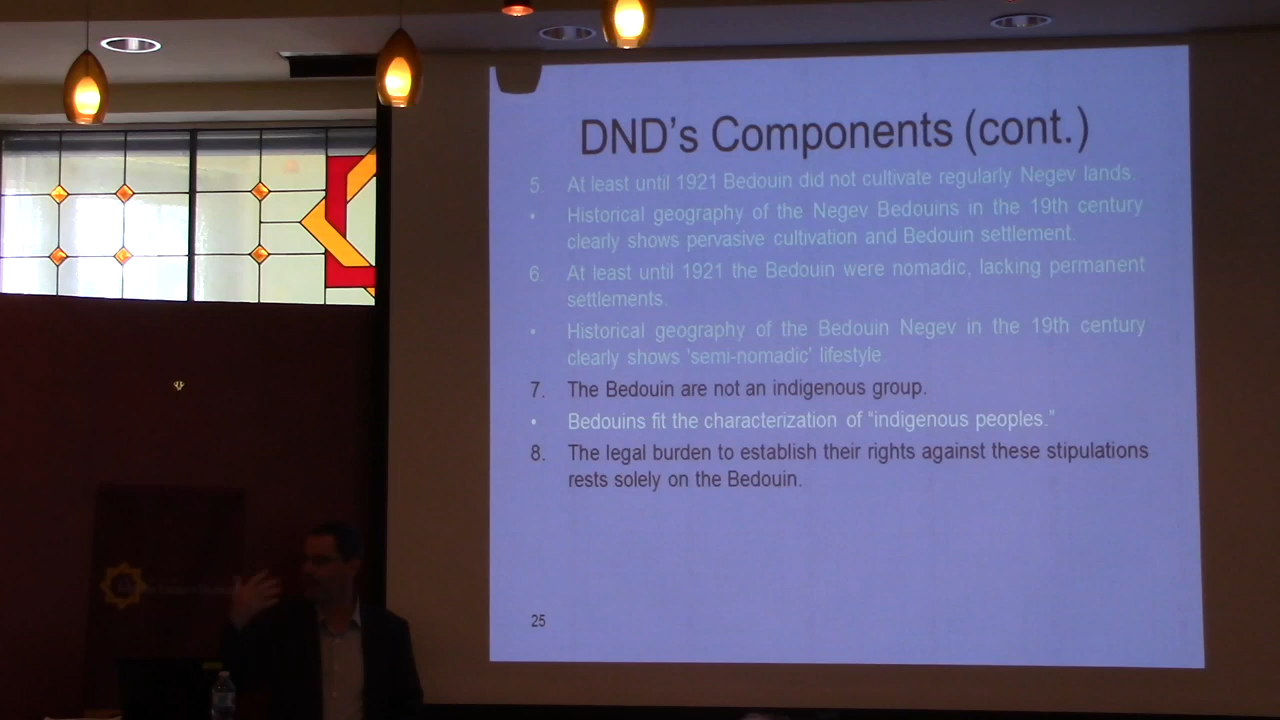 DND's Components (cont.)
5. At least until 1921 Bedouin did not cultivate regularly Negev lands.
• Historical geography of the Negev Bedouins in the 19th century
clearly shows pervasive cultivation and Bedouin settlement.
6. At least until 1921 the Bedouin were nomadic, lacking permanent
settlements.
• Historical geography of the Bedouin Negev in the 19th century
clearly shows 'semi-nomadic' lifestyle
7. The Bedouin are not an indigenous group.
• Bedouins fit the characterization of “indigenous peoples.”
8. The legal burden to establish their rights against these stipulations
rests solely on the Bedouin.
25